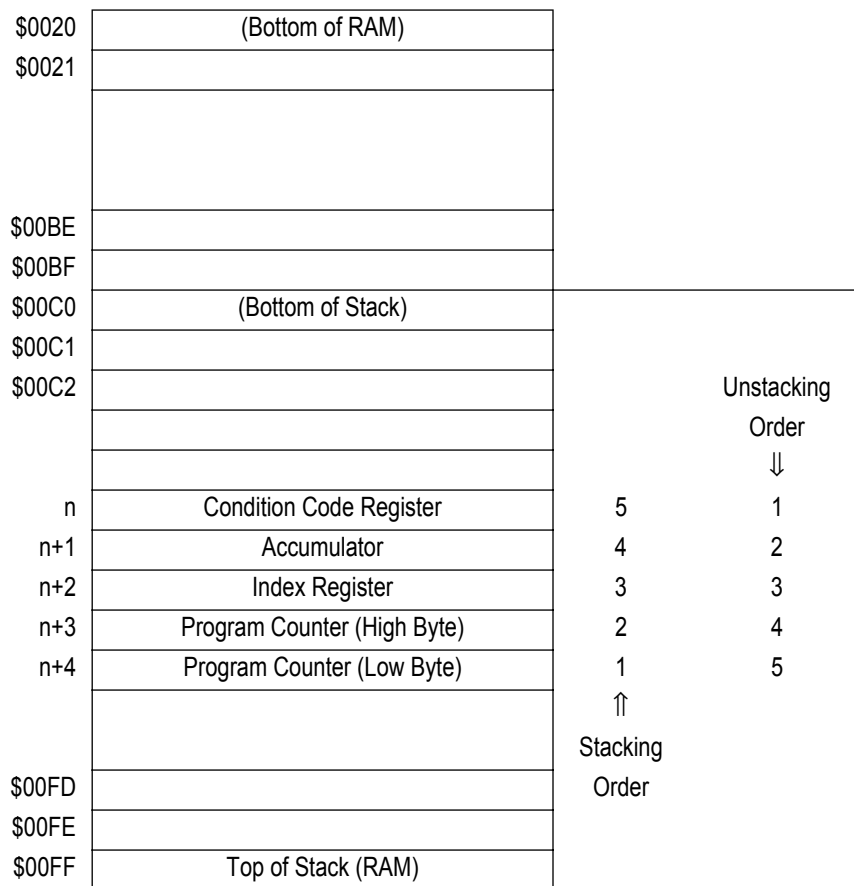 $0020 (Bottom of RAM)
$0021
$00BE
$00BF
$00C0 (Bottom of Stack)
$00C1
$00C2 Unstacking
Order
⇓
n Condition Code Register 5 1
n+1 Accumulator 4 2
n+2 Index Register 3 3
n+3 Program Counter (High Byte) 2 4
n+4 Program Counter (Low Byte) 1 5
⇑
Stacking
$00FD Order
$00FE
$00FF Top of Stack (RAM)